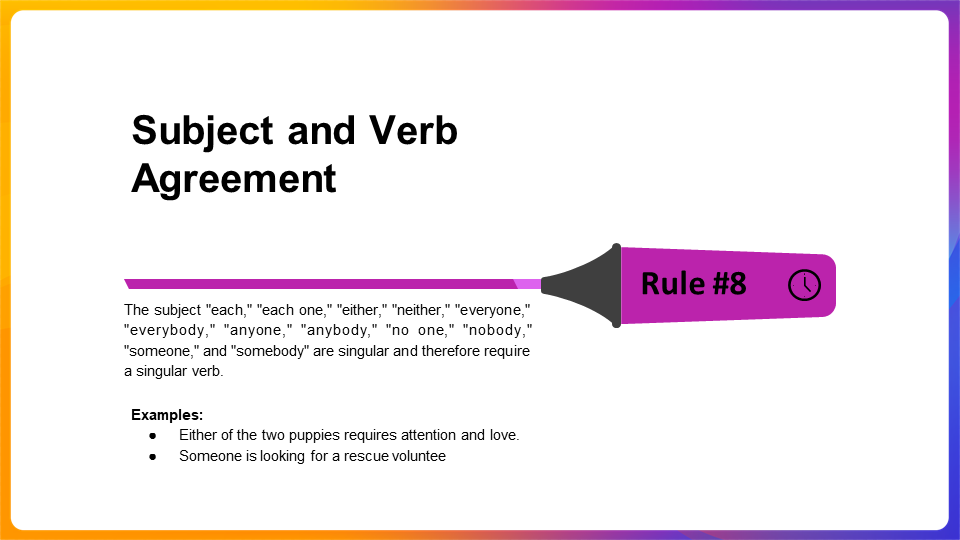 Subject and Verb
Agreement
Rule #8
The subject "each," "each one," "either," "neither," "everyone,"
"everybody," "anyone," "anybody," "no one," "nobody,"
"someone," and "somebody" are singular and therefore require
a singular verb.
Examples:
● Either of the two puppies requires attention and love.
● Someone is looking for a rescue voluntee